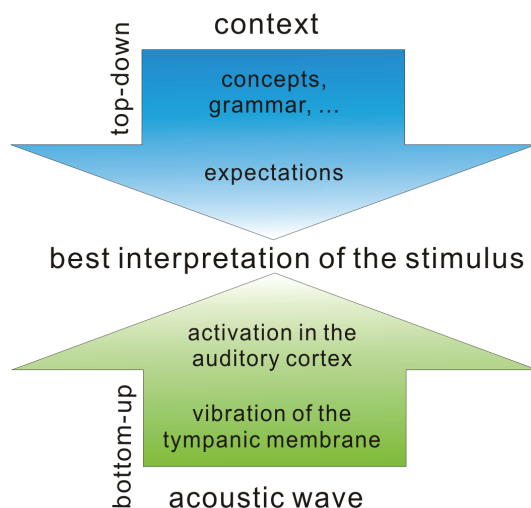 context
top-down
concepts,
grammar, ...
expectations
best interpretation of the stimulus
activation in the
auditory cortex
bottom-up
vibration of the
tympanic membrane
acoustic wave